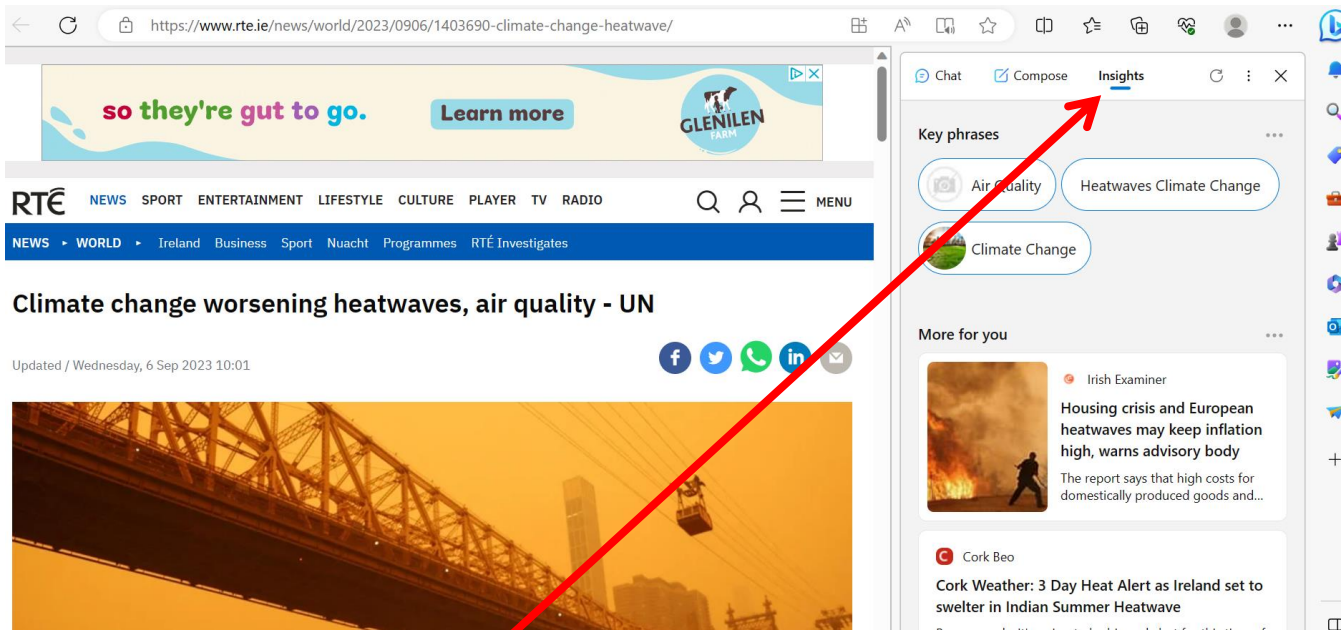 https://www.rte.ie/news/world/2023/0906/1403690-climate-change-heatwave/
so they're gut to go.
Learn more
GLENILEN
FARM
RTÉ NEWS SPORT ENTERTAINMENT LIFESTYLE CULTURE PLAYER TV RADIO MENU
NEWS ▸ WORLD ▸ Ireland Business Sport Nuacht Programmes RTÉ Investigates
Climate change worsening heatwaves, air quality - UN
Updated / Wednesday, 6 Sep 2023 10:01
Chat Compose Insights
Key phrases
Air Quality
Heatwaves Climate Change
Climate Change
More for you
Irish Examiner
Housing crisis and European
heatwaves may keep inflation
high, warns advisory body
The report says that high costs for
domestically produced goods and...
Cork Beo
Cork Weather: 3 Day Heat Alert as Ireland set to
swelter in Indian Summer Heatwave